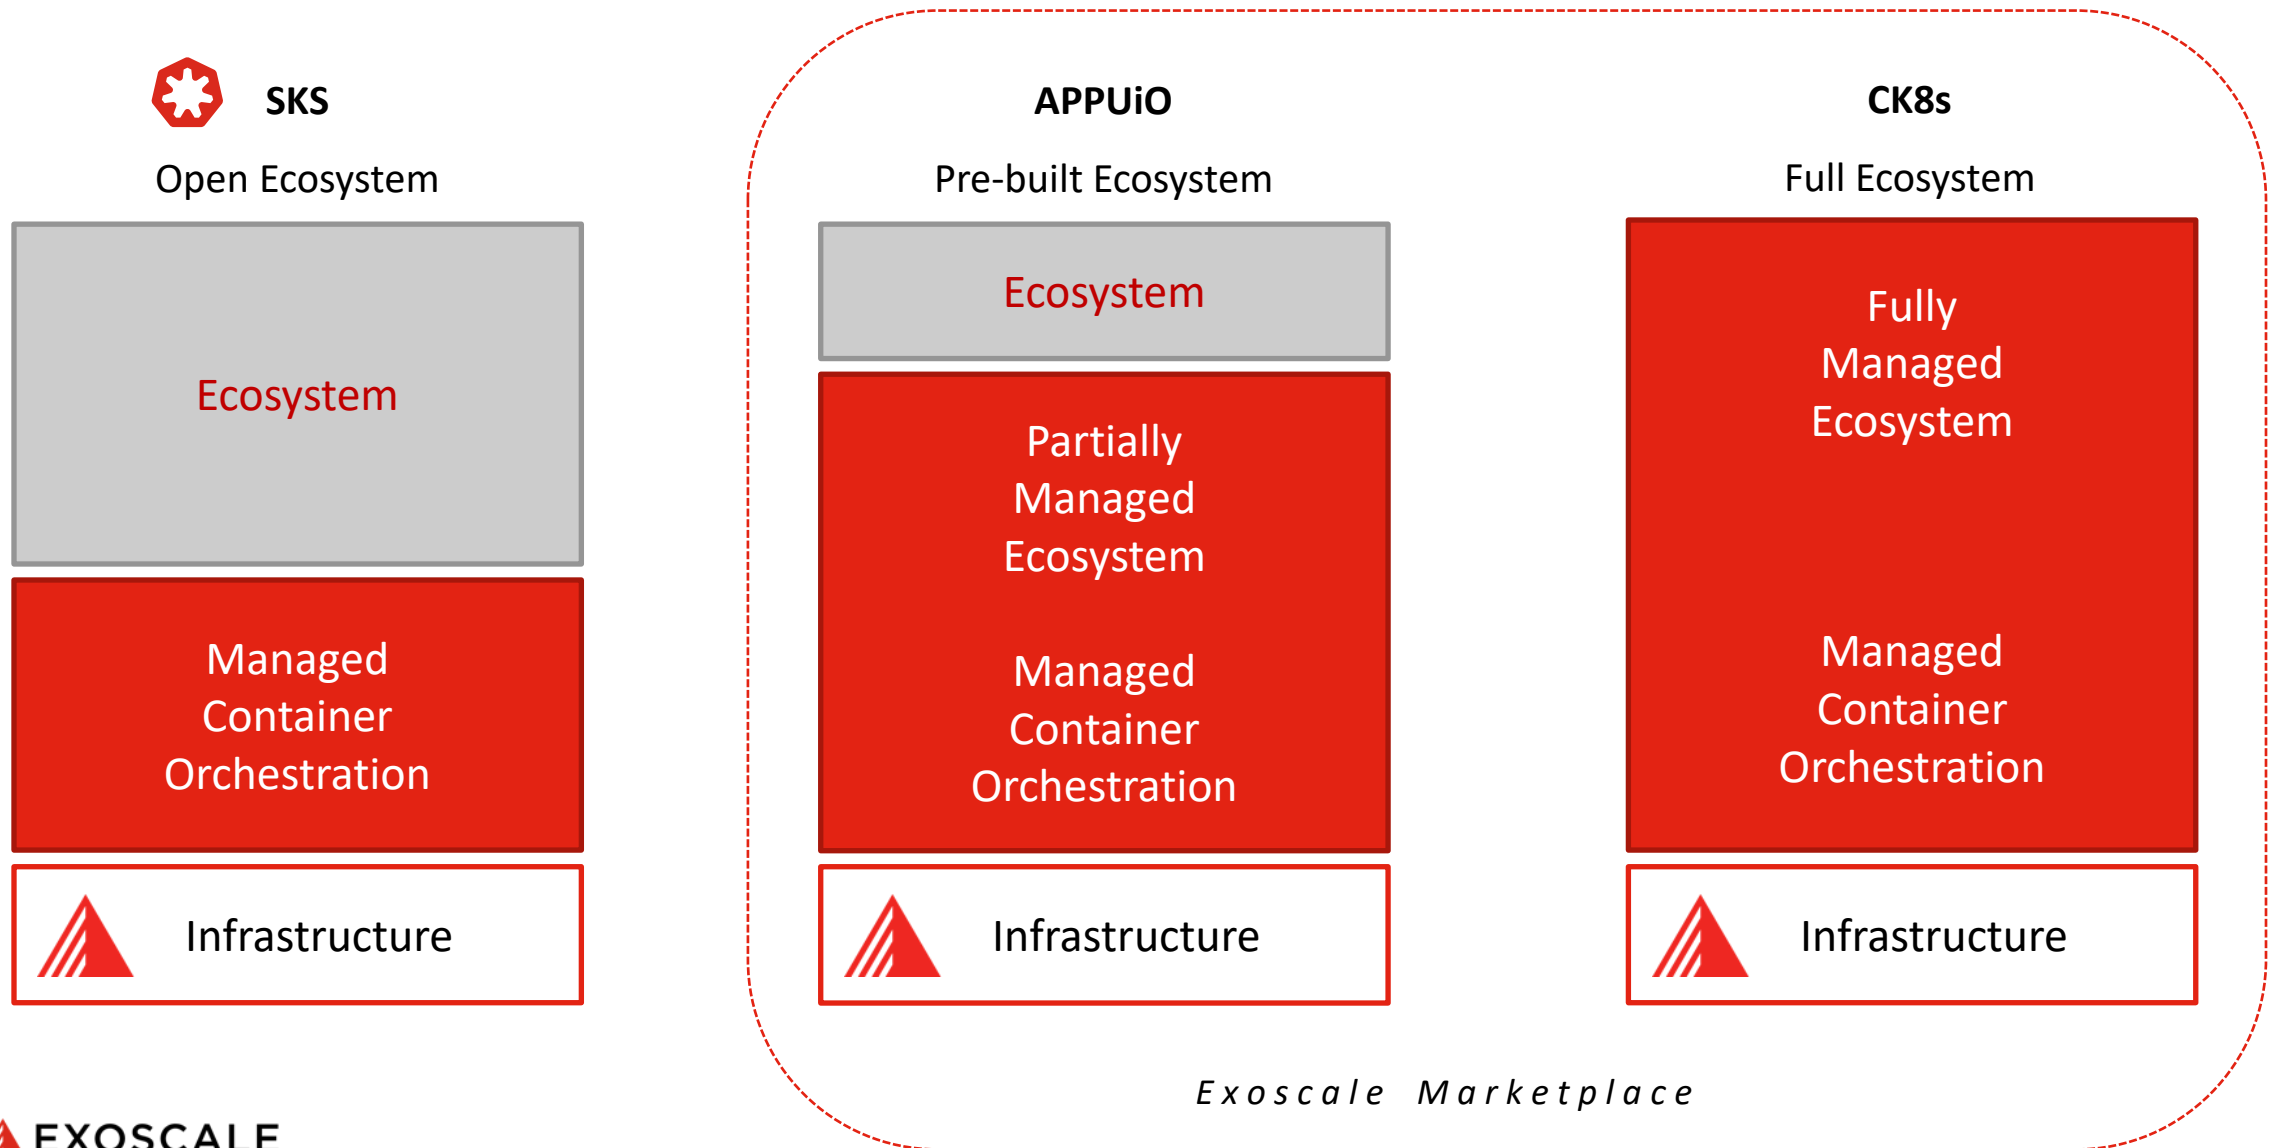 SKS
Open Ecosystem
Ecosystem
Managed
Container
Orchestration
Infrastructure
APPUiO
Pre-built Ecosystem
Ecosystem
Partially
Managed
Ecosystem
Managed
Container
Orchestration
Infrastructure
CK8s
Full Ecosystem
Fully
Managed
Ecosystem
Managed
Container
Orchestration
Infrastructure
Exoscale Marketplace
EXOSCALE